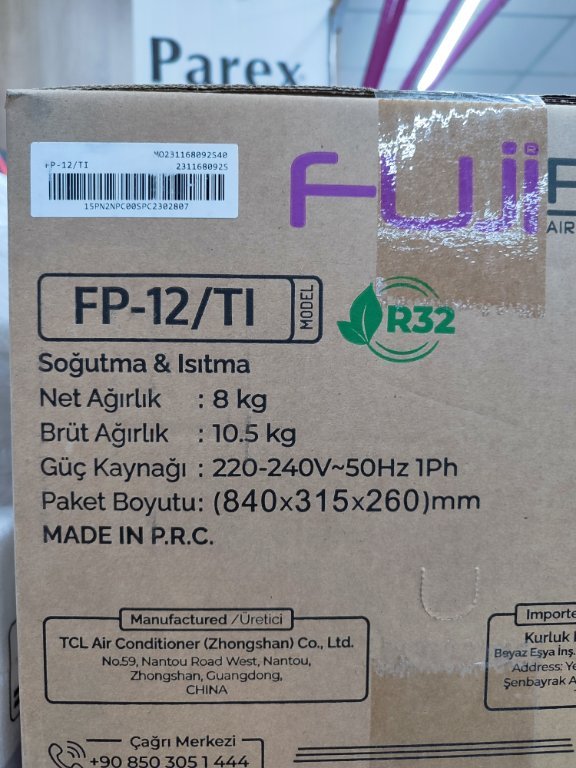 Parex
MO231168092540
FP-12/TI 2311680925
15PN2NPC00SPC2302807
FUJI®
AIR
FP-12/TI MODEL
R32
Soğutma & Isıtma
Net Ağırlık : 8 kg
Brüt Ağırlık : 10.5 kg
Güç Kaynağı : 220-240V~50Hz 1Ph
Paket Boyutu: (840x315x260)mm
MADE IN P.R.C.
Manufactured /Üretici
TCL Air Conditioner (Zhongshan) Co., Ltd.
No.59, Nantou Road West, Nantou,
Zhongshan, Guangdong,
CHINA
Importe
Kurluk
Beyaz Eşya İnş.
Address: Ye
Şenbayrak A
Çağrı Merkezi
+90 850 305 1 444